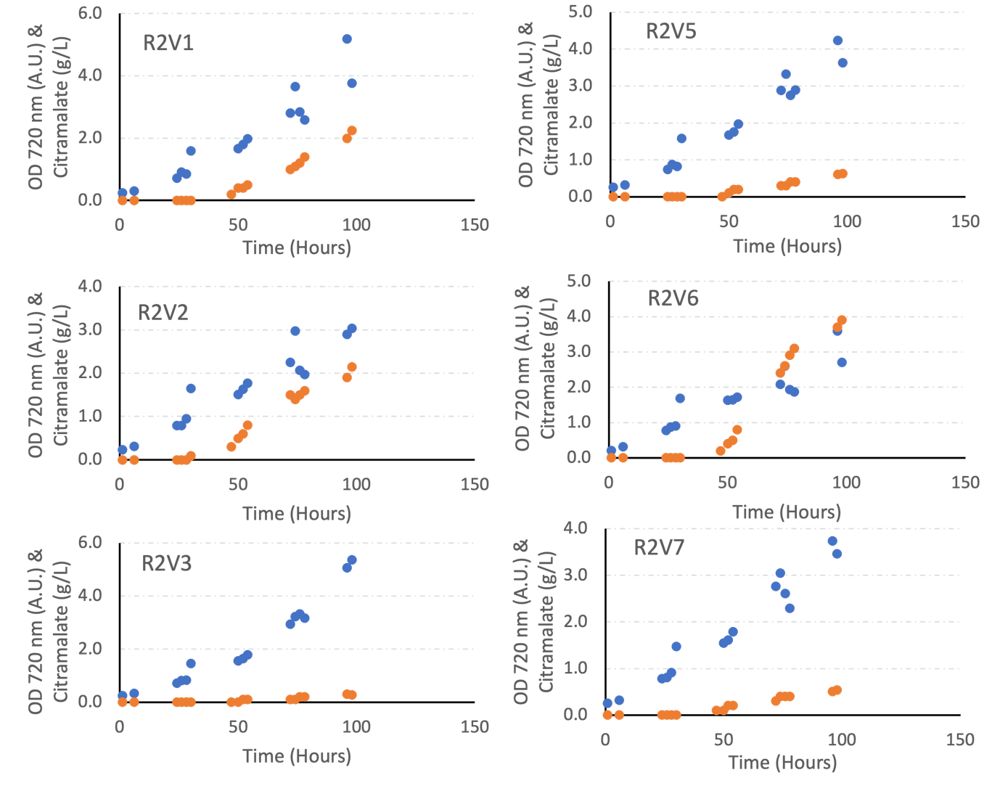 OD 720 nm (A.U.) &
Citramalate (g/L)
R2V1
6.0
4.0
2.0
0.0
0 50 100 150
Time (Hours)
OD 720 nm (A.U.) &
Citramalate (g/L)
R2V5
5.0
4.0
3.0
2.0
1.0
0.0
0 50 100 150
Time (Hours)
OD 720 nm (A.U.) &
Citramalate (g/L)
R2V2
4.0
3.0
2.0
1.0
0.0
0 50 100 150
Time (Hours)
OD 720 nm (A.U.) &
Citramalate (g/L)
R2V6
5.0
4.0
3.0
2.0
1.0
0.0
0 50 100 150
Time (Hours)
OD 720 nm (A.U.) &
Citramalate (g/L)
R2V3
6.0
4.0
2.0
0.0
0 50 100 150
Time (Hours)
OD 720 nm (A.U.) &
Citramalate (g/L)
R2V7
4.0
3.0
2.0
1.0
0.0
0 50 100 150
Time (Hours)